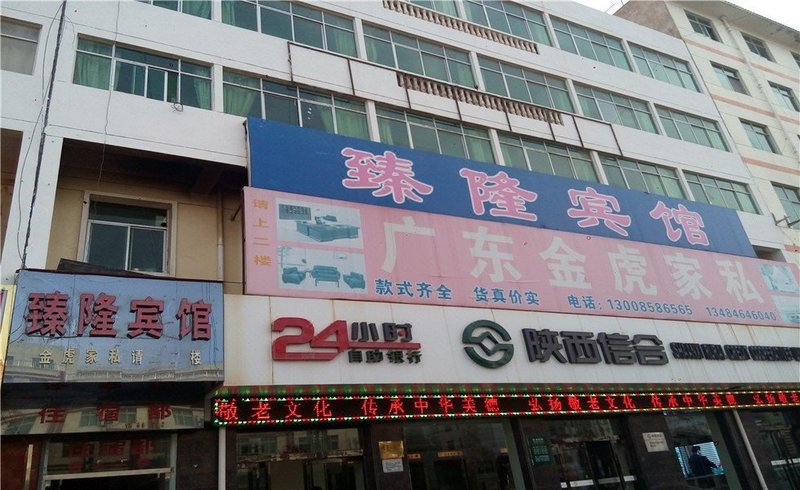 臻隆宾馆
请上二楼
广东金虎家私
款式齐全 货真价实 电话:13008586565 13484646040
臻隆宾馆
金虎家私请 楼
住宿部
24小时
自助银行
陕西信合
敬老文化 传承中华美德 弘扬敬老文化 传承中华美德